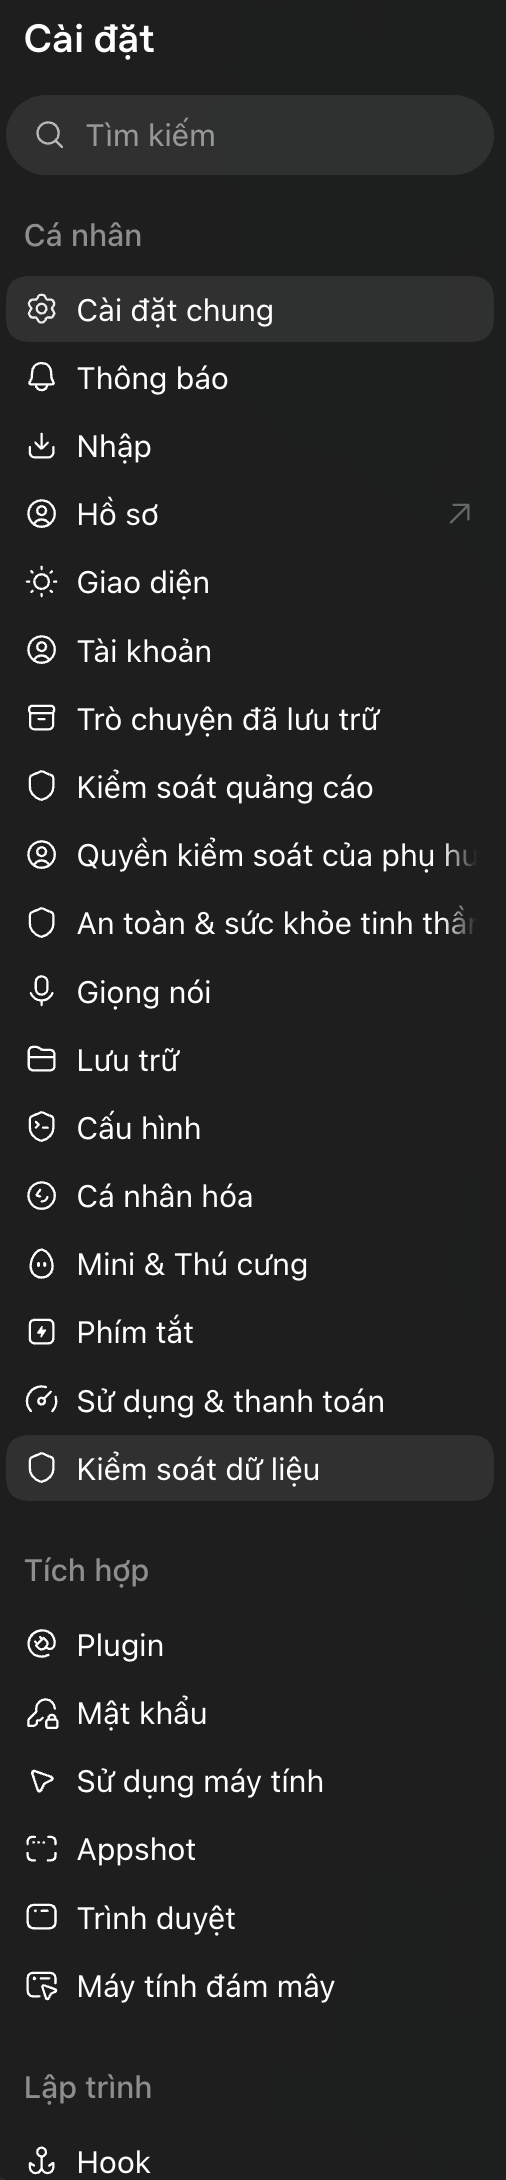 Cài đặt
Tìm kiếm
Cá nhân
Cài đặt chung
Thông báo
Nhập
Hồ sơ
Giao diện
Tài khoản
Trò chuyện đã lưu trữ
Kiểm soát quảng cáo
Quyền kiểm soát của phụ hu
An toàn & sức khỏe tinh thần
Giọng nói
Lưu trữ
Cấu hình
Cá nhân hóa
Mini & Thú cưng
Phím tắt
Sử dụng & thanh toán
Kiểm soát dữ liệu
Tích hợp
Plugin
Mật khẩu
Sử dụng máy tính
Appshot
Trình duyệt
Máy tính đám mây
Lập trình
Hook